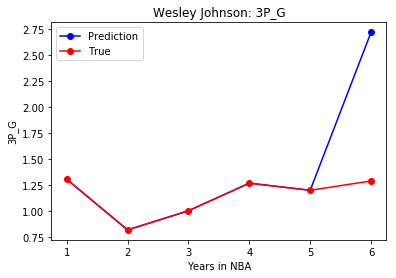 Wesley Johnson: 3P_G
Prediction
True
2.75
2.50
2.25
2.00
1.75
1.50
1.25
1.00
0.75
3P_G
1 2 3 4 5 6
Years in NBA